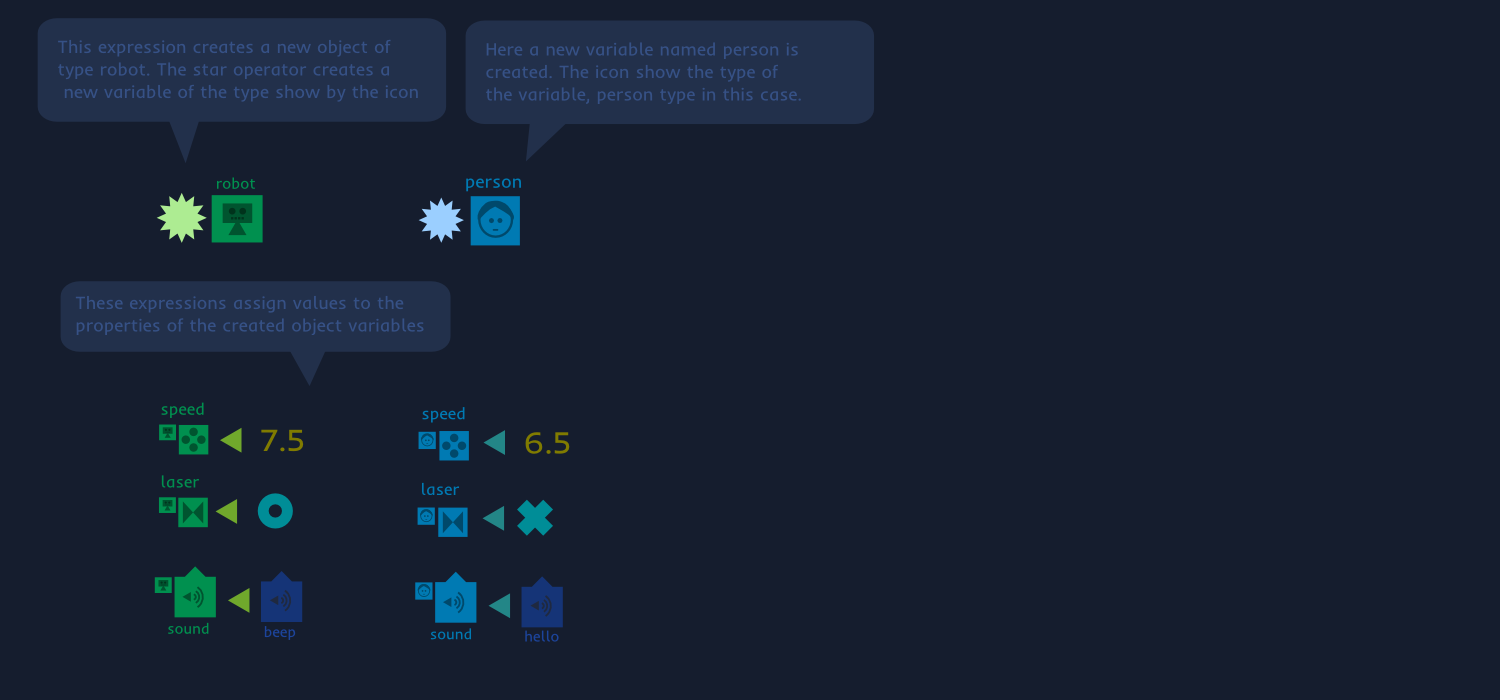 This expression creates a new object of
type robot. The star operator creates a
new variable of the type show by the icon
Here a new variable named person is
created. The icon show the type of
the variable, person type in this case.
robot
person
These expressions assign values to the
properties of the created object variables
speed
7.5
speed
6.5
laser
laser
sound
beep
sound
hello